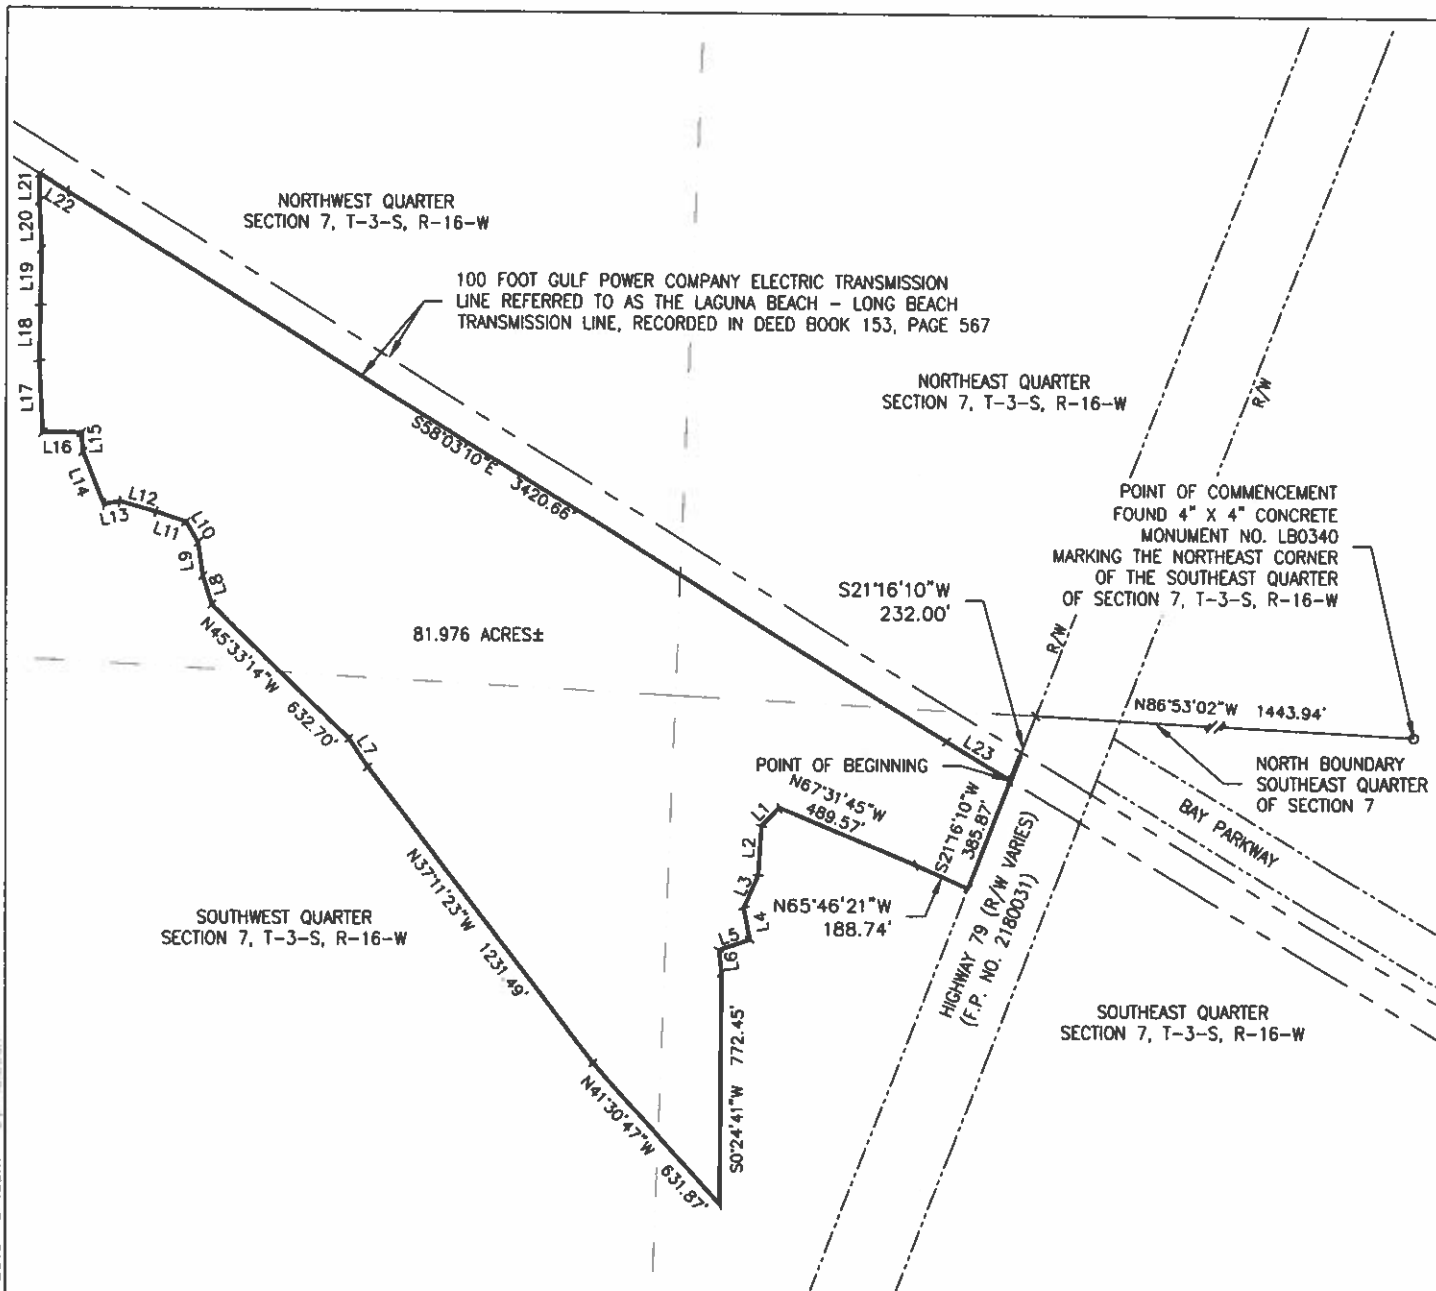 NORTHWEST QUARTER
SECTION 7, T-3-S, R-16-W
L21
L22
L20
L19
L18
L17
L16
L15
L14
L13
L12
L11
L10
L9
L8
100 FOOT GULF POWER COMPANY ELECTRIC TRANSMISSION
LINE REFERRED TO AS THE LAGUNA BEACH - LONG BEACH
TRANSMISSION LINE, RECORDED IN DEED BOOK 153, PAGE 567
NORTHEAST QUARTER
SECTION 7, T-3-S, R-16-W
R/W
S58°03'10"E 3420.66'
POINT OF COMMENCEMENT
FOUND 4" X 4" CONCRETE
MONUMENT NO. LB0340
MARKING THE NORTHEAST CORNER
OF THE SOUTHEAST QUARTER
OF SECTION 7, T-3-S, R-16-W
S21°16'10"W
232.00'
R/W
81.976 ACRES±
N45°33'14"W 632.70'
L7
N86°53'02"W 1443.94'
L23
POINT OF BEGINNING
NORTH BOUNDARY
SOUTHEAST QUARTER
OF SECTION 7
BAY PARKWAY
N67°31'45"W
489.57'
S21°16'10"W
385.87'
L1
L2
L3
L4
L5
L6
N65°46'21"W
188.74'
HIGHWAY 79 (R/W VARIES)
(F.P. NO. 2180031)
N37°11'23"W 1231.49'
SOUTHWEST QUARTER
SECTION 7, T-3-S, R-16-W
S0°24'41"W 772.45'
SOUTHEAST QUARTER
SECTION 7, T-3-S, R-16-W
N41°30'47"W 631.87'